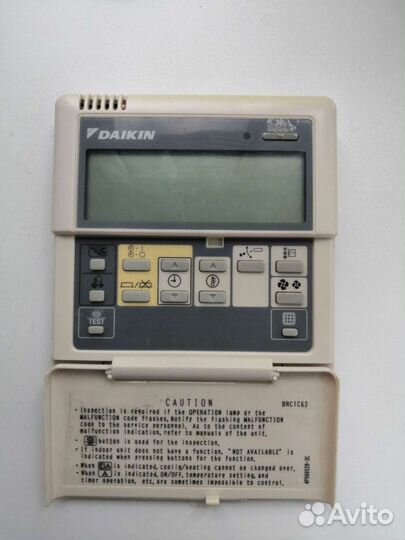 DAIKIN
TEST
CAUTION
BRC1C62
• Inspection is required if the OPERATION lamp or the
MALFUNCTION CODE flashes. Notify the flashing MALFUNCTION
CODE to the service personnel. As to the content of
malfunction indication, refer to manuals of the unit.
• button is used for the inspection.
• If indoor unit does not have a function, "NOT AVAILABLE" is
indicated when pressing buttons for the function.
• When is indicated, coolig/heating cannot be changed over.
• When is indicated, ON/OFF, temperature setting, and
timer operation, etc. are sometimes impossible to control.
Avito